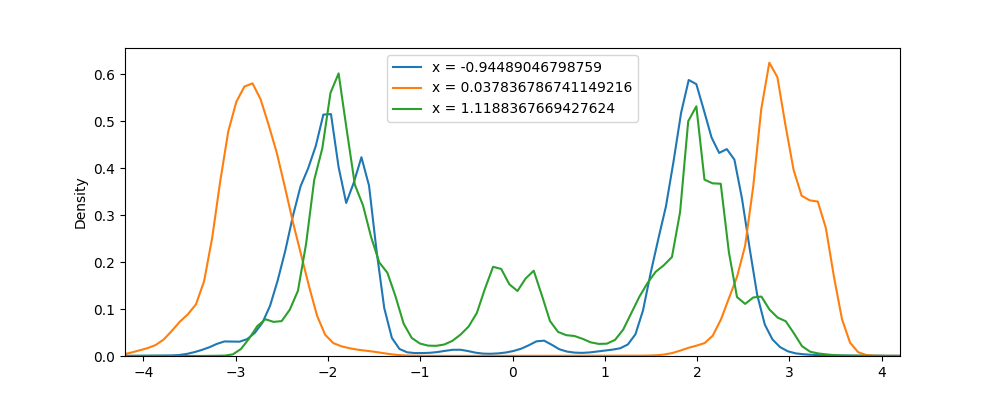 x = -0.94489046798759
x = 0.037836786741149216
x = 1.1188367669427624
Density
0.6
0.5
0.4
0.3
0.2
0.1
0.0
−4 −3 −2 −1 0 1 2 3 4